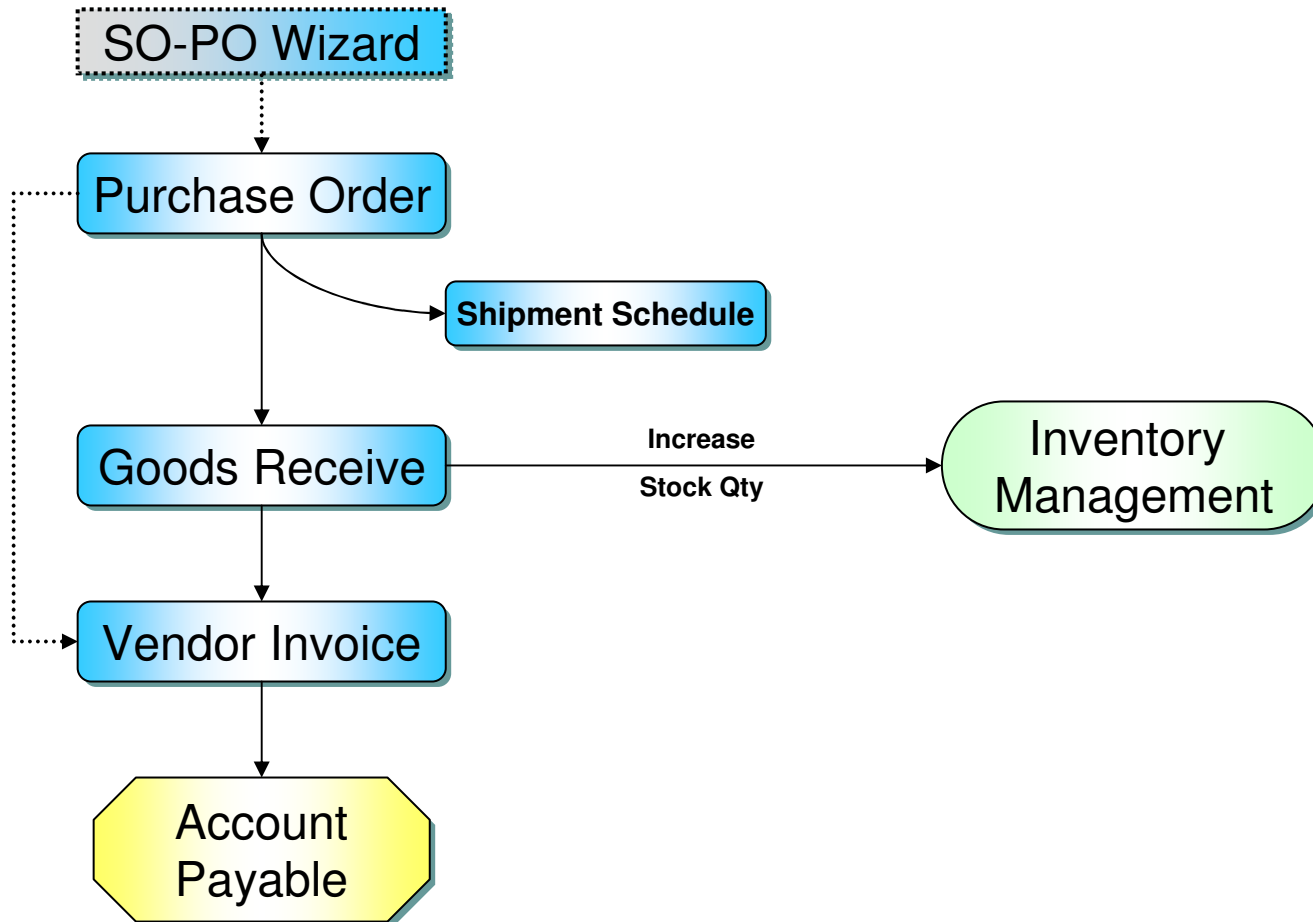 SO-PO Wizard
Purchase Order
Shipment Schedule
Goods Receive
Increase
Stock Qty
Inventory
Management
Vendor Invoice
Account
Payable